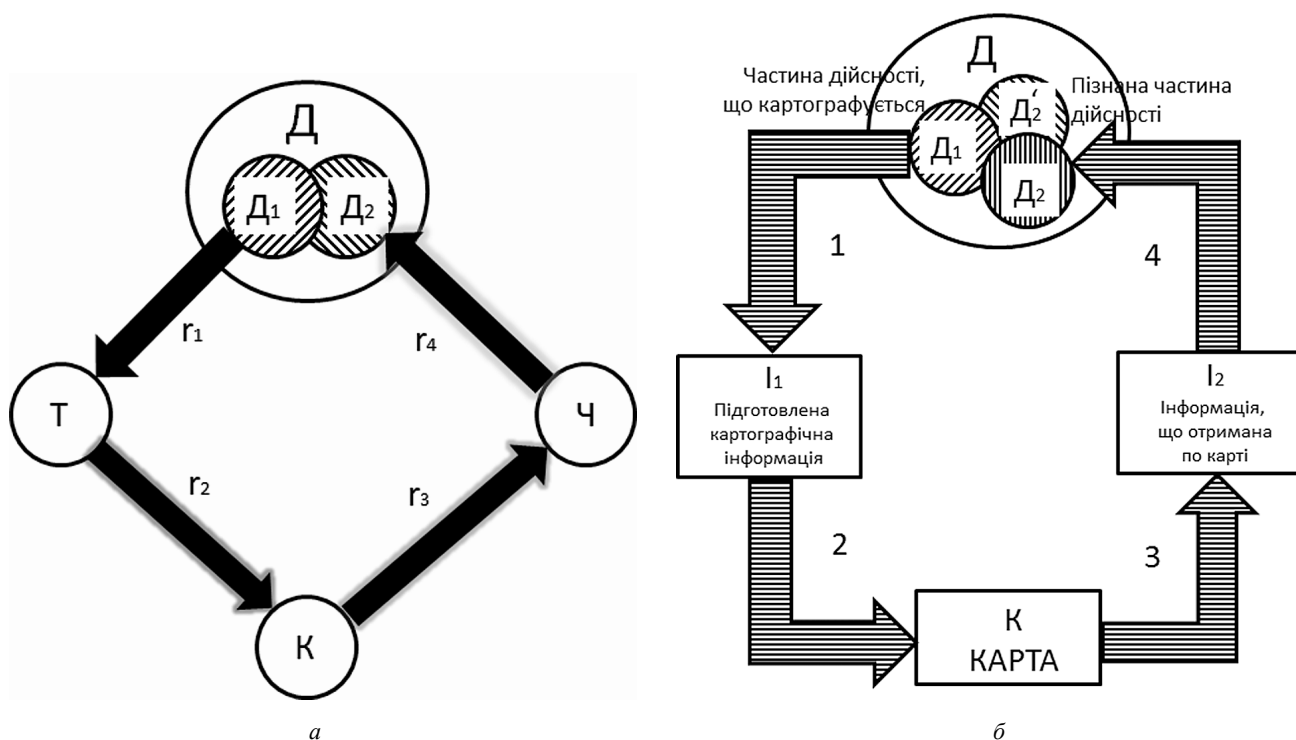 Д
Д1 Д2
r1
r4
Т
Ч
r2
r3
К
а
Частина дійсності,
що картографується
Д
Пізнана частина
дійсності
Д2‘
Д1
Д2
1
4
І1
Підготовлена
картографічна
інформація
І2
Інформація,
що отримана
по карті
2
3
К
КАРТА
б